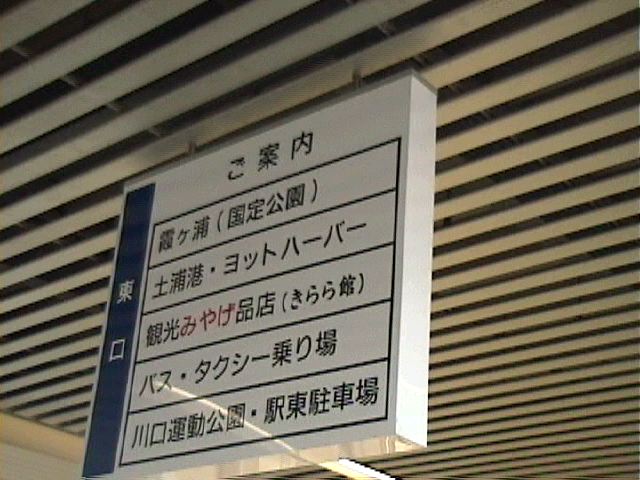 ご案内
東口
霞ヶ浦(国定公園)
土浦港・ヨットハーバー
観光みやげ品店(きらら館)
バス・タクシー乗り場
川口運動公園・駅東駐車場